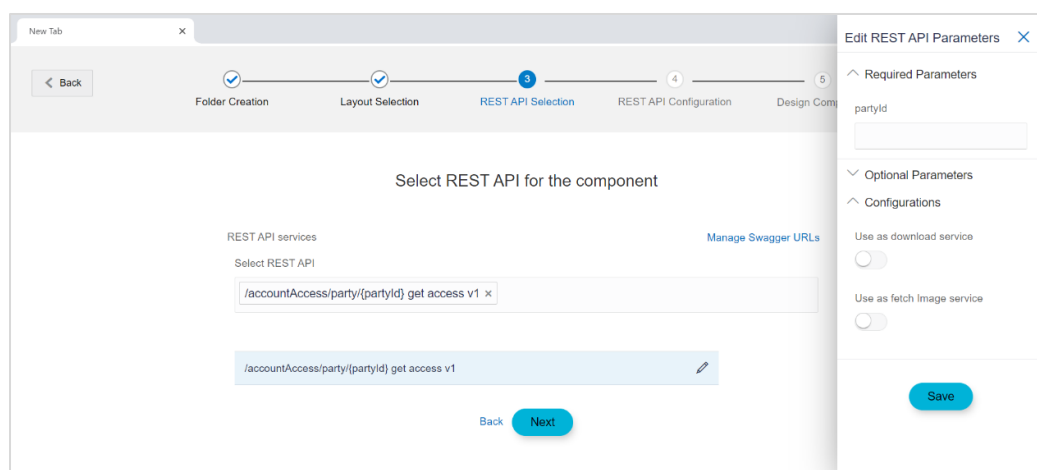 New Tab ×
Back
3
4
5
Folder Creation
Layout Selection
REST API Selection
REST API Configuration
Design
Select REST API for the component
REST API services
Manage Swagger URLs
Select REST API
/accountAccess/party/{partyId} get access v1 ×
/accountAccess/party/{partyId} get access v1
Back
Next
Edit REST API Parameters ×
Required Parameters
partyId
Optional Parameters
Configurations
Use as download service
Use as fetch Image service
Save